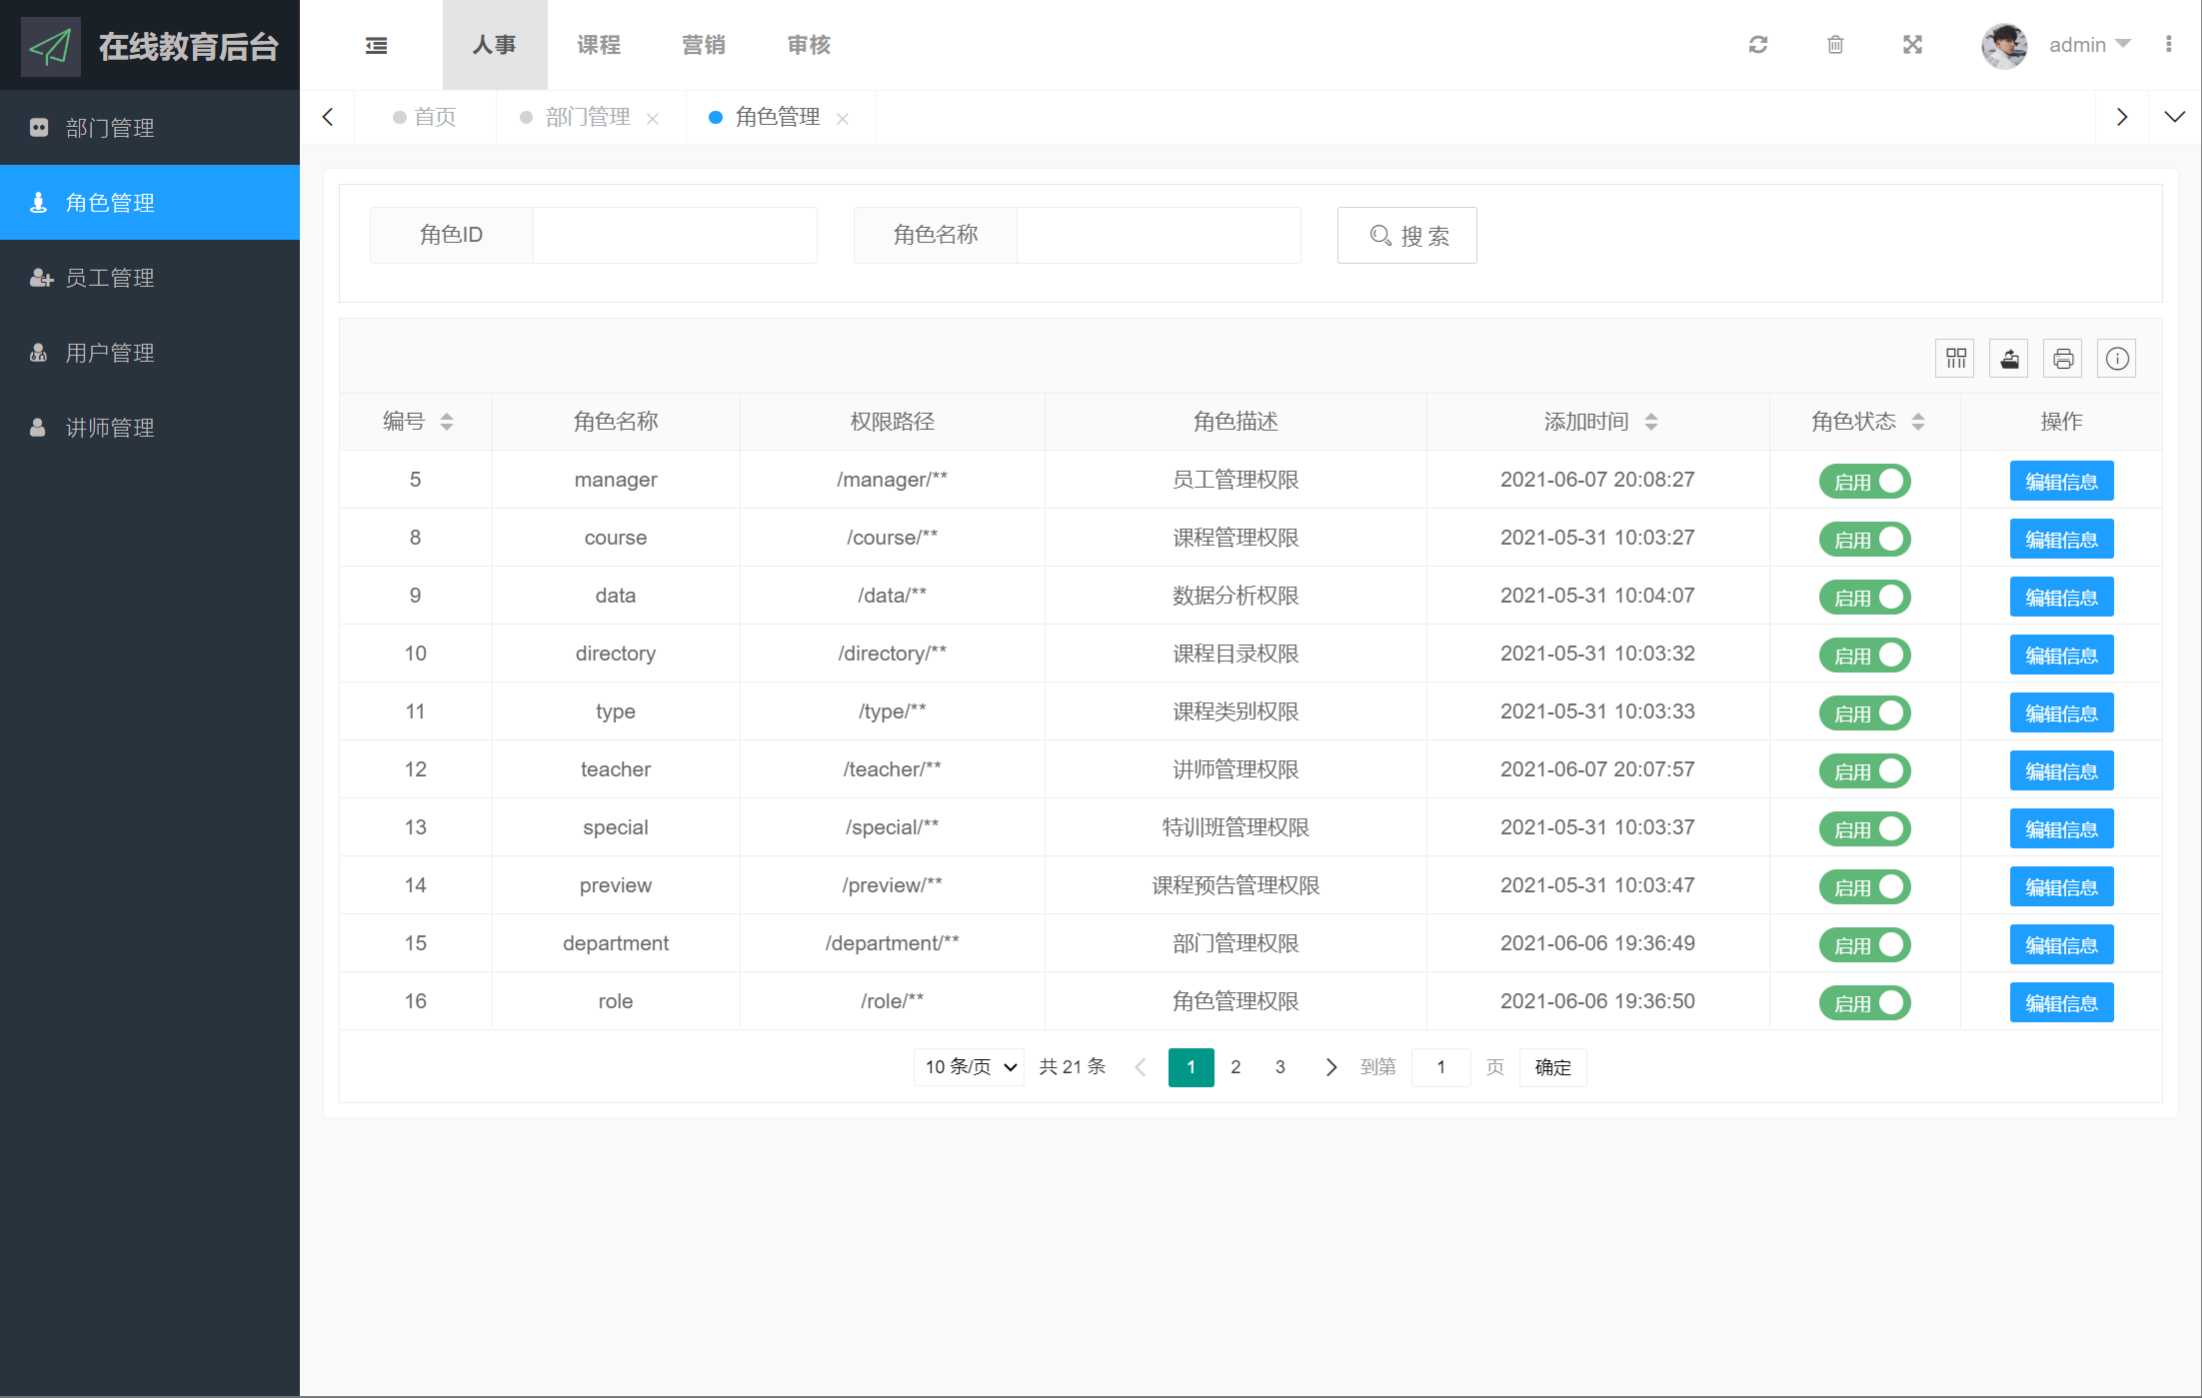 在线教育后台
人事 课程 营销 审核 admin
首页 部门管理 角色管理
部门管理
角色管理
员工管理
用户管理
讲师管理
角色ID 角色名称 搜 索
编号 角色名称 权限路径 角色描述 添加时间 角色状态 操作
5 manager /manager/** 员工管理权限 2021-06-07 20:08:27 启用 编辑信息
8 course /course/** 课程管理权限 2021-05-31 10:03:27 启用 编辑信息
9 data /data/** 数据分析权限 2021-05-31 10:04:07 启用 编辑信息
10 directory /directory/** 课程目录权限 2021-05-31 10:03:32 启用 编辑信息
11 type /type/** 课程类别权限 2021-05-31 10:03:33 启用 编辑信息
12 teacher /teacher/** 讲师管理权限 2021-06-07 20:07:57 启用 编辑信息
13 special /special/** 特训班管理权限 2021-05-31 10:03:37 启用 编辑信息
14 preview /preview/** 课程预告管理权限 2021-05-31 10:03:47 启用 编辑信息
15 department /department/** 部门管理权限 2021-06-06 19:36:49 启用 编辑信息
16 role /role/** 角色管理权限 2021-06-06 19:36:50 启用 编辑信息
10 条/页 共 21 条 1 2 3 到第 1 页 确定